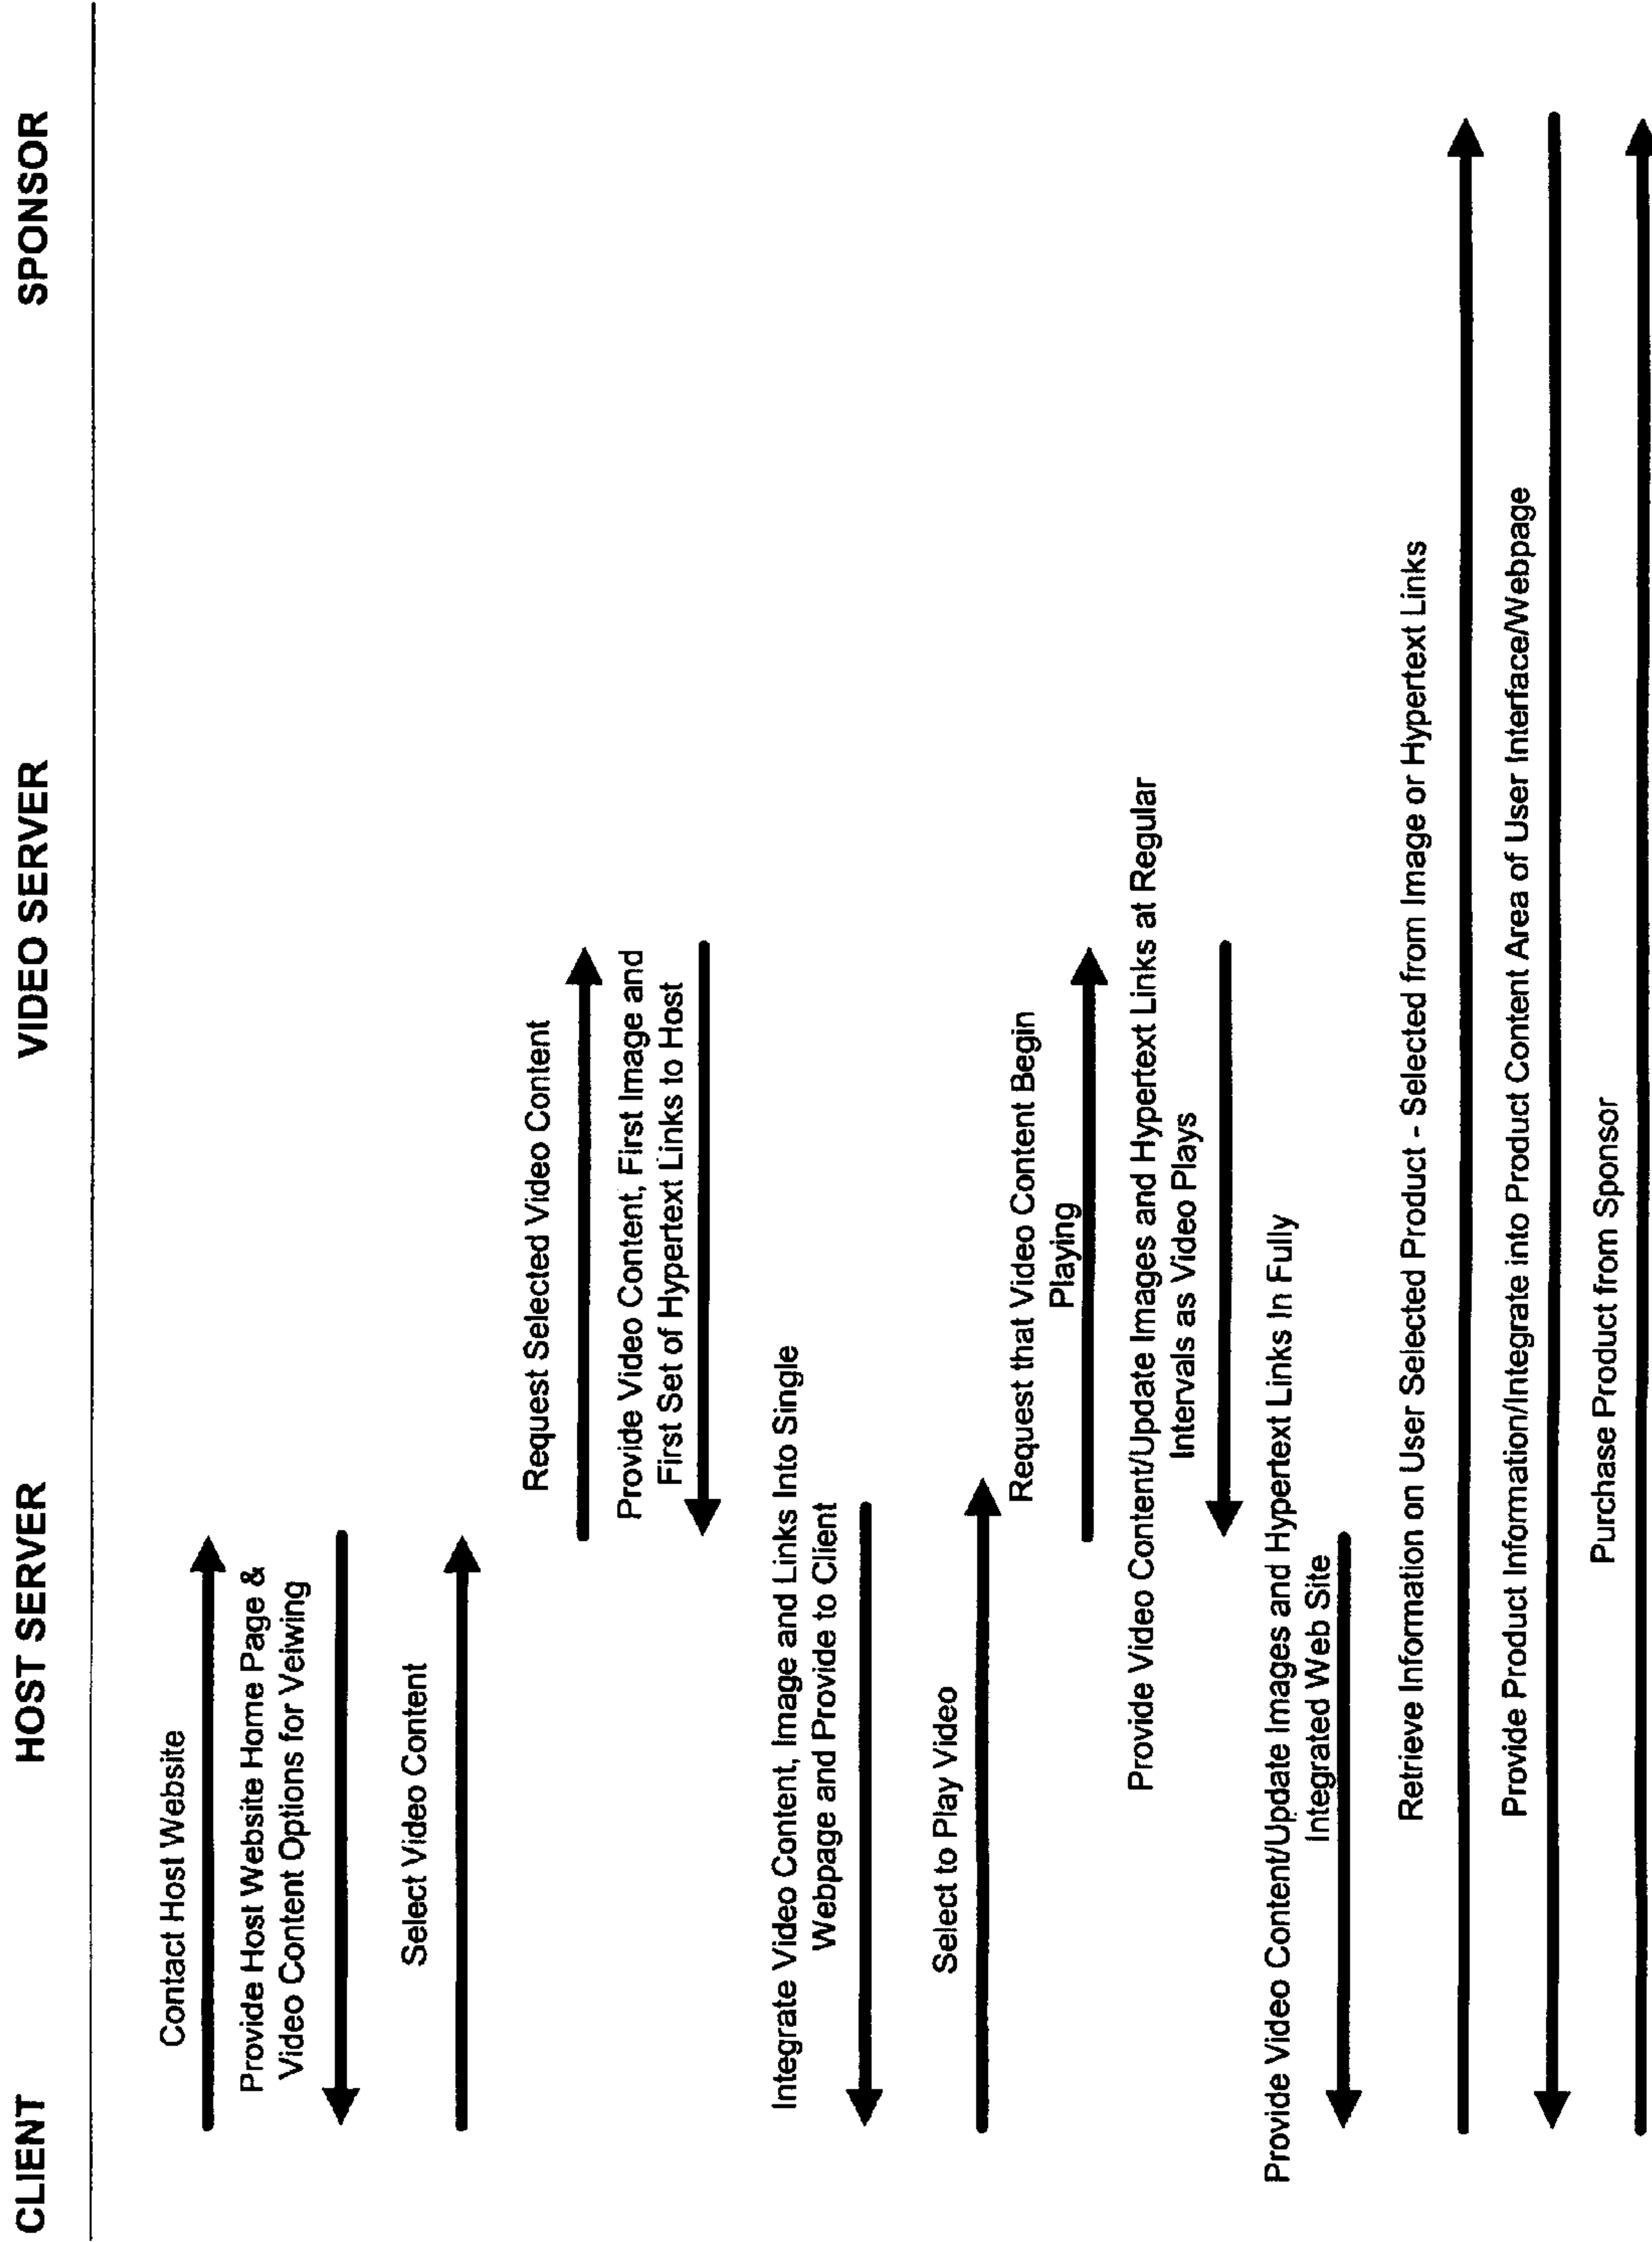 CLIENT
HOST SERVER
VIDEO SERVER
SPONSOR
Contact Host Website
Provide Host Website Home Page &
Video Content Options for Veiwing
Select Video Content
Request Selected Video Content
Provide Video Content, First Image and
First Set of Hypertext Links to Host
Integrate Video Content, Image and Links Into Single
Webpage and Provide to Client
Select to Play Video
Request that Video Content Begin
Playing
Provide Video Content/Update Images and Hypertext Links at Regular
Intervals as Video Plays
Provide Video Content/Update Images and Hypertext Links In Fully
Integrated Web Site
Retrieve Information on User Selected Product - Selected from Image or Hypertext Links
Provide Product Information/Integrate into Product Content Area of User Interface/Webpage
Purchase Product from Sponsor